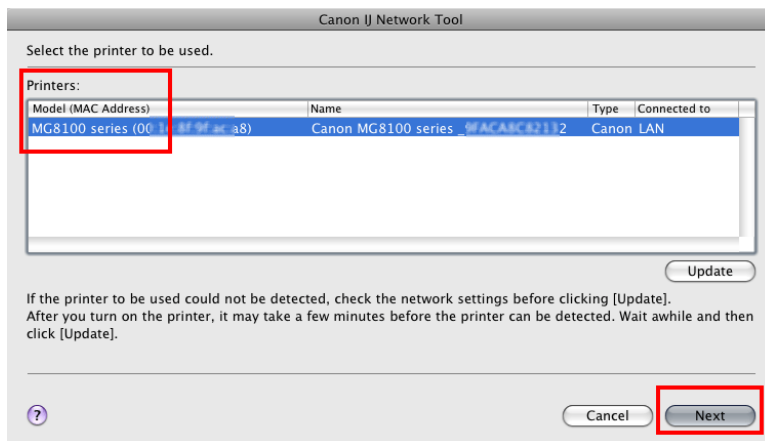 Canon IJ Network Tool
Select the printer to be used.
Printers:
Model (MAC Address) Name Type Connected to
MG8100 series (00 a8) Canon MG8100 series _ 2 Canon LAN
Update
If the printer to be used could not be detected, check the network settings before clicking [Update].
After you turn on the printer, it may take a few minutes before the printer can be detected. Wait awhile and then
click [Update].
? Cancel Next